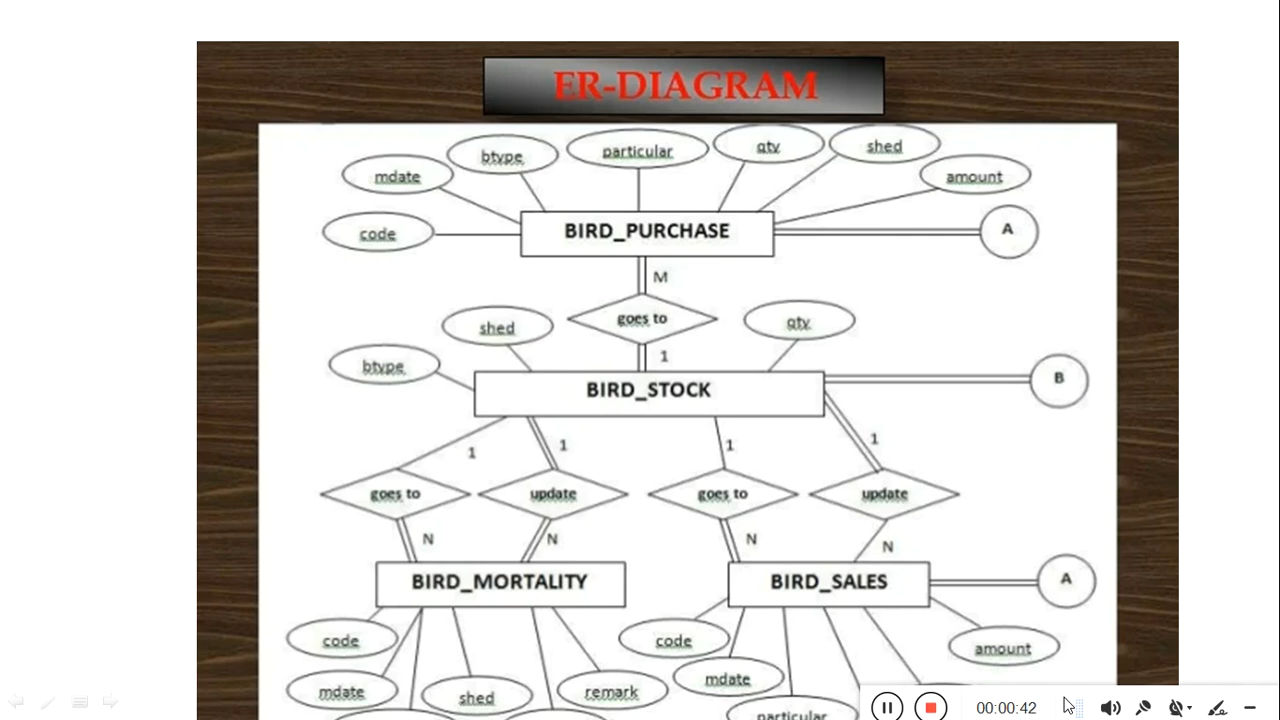 ER-DIAGRAM
mdate
btype
particular
qty
shed
amount
code
BIRD_PURCHASE
A
M
goes to
1
shed
qty
btype
BIRD_STOCK
B
1
1
1
1
goes to
update
goes to
update
N
N
N
N
BIRD_MORTALITY
BIRD_SALES
A
code
code
amount
mdate
shed
remark
mdate
particular
00:00:42